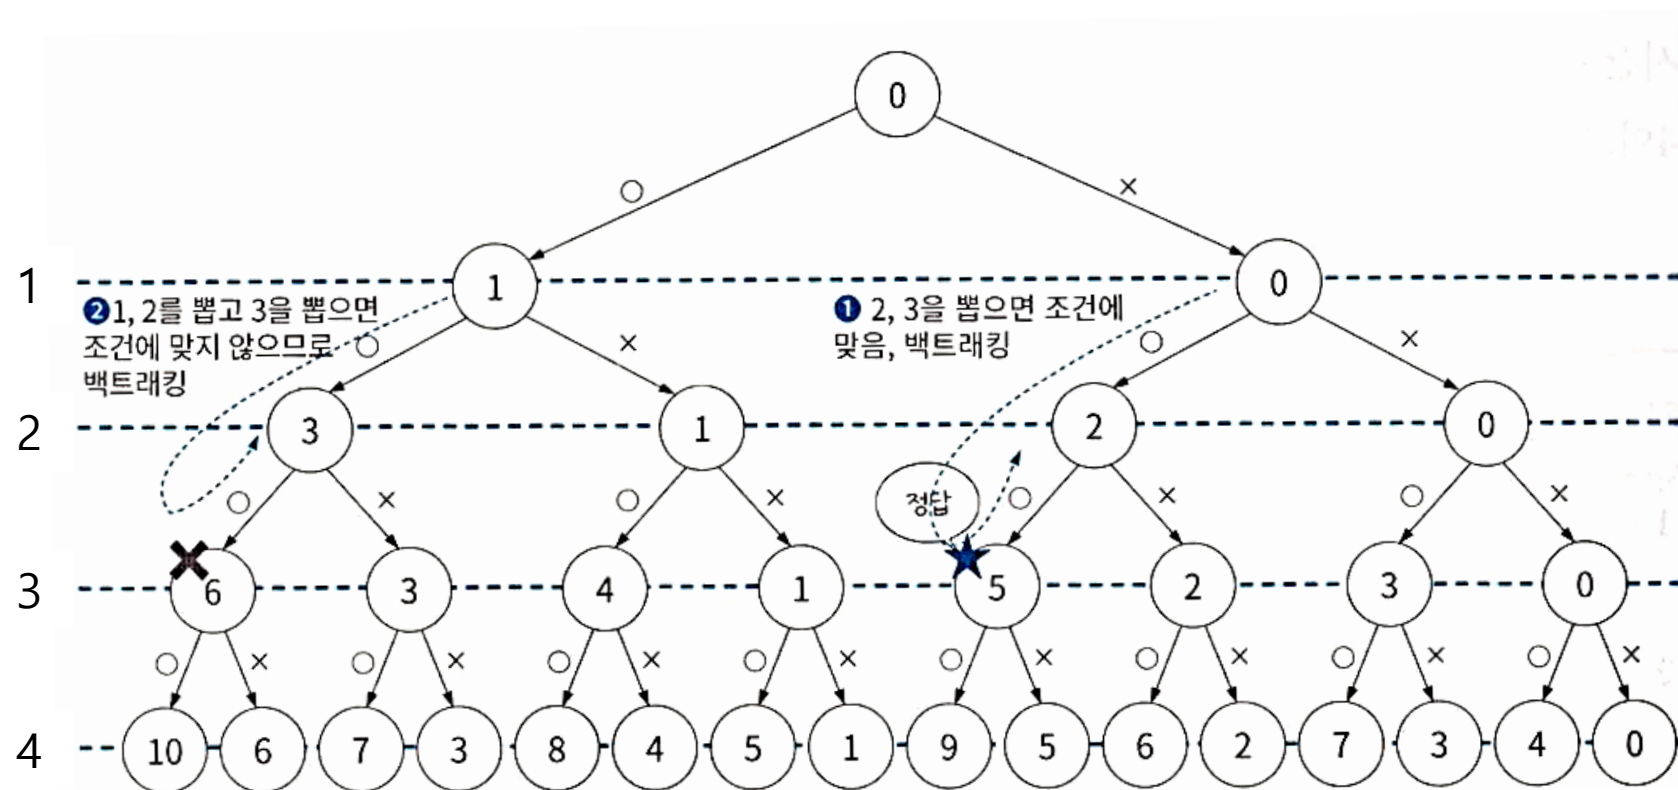 0
○ ×
1 1 0
❷1, 2를 뽑고 3을 뽑으면
조건에 맞지 않으므로
백트래킹
❶ 2, 3을 뽑으면 조건에
맞음, 백트래킹
○ × ○ ×
2 3 1 2 0
정답
○ × ○ × ○ × ○ ×
3 6 3 4 1 5 2 3 0
○ × ○ × ○ × ○ × ○ × ○ × ○ × ○ ×
4 10 6 7 3 8 4 5 1 9 5 6 2 7 3 4 0